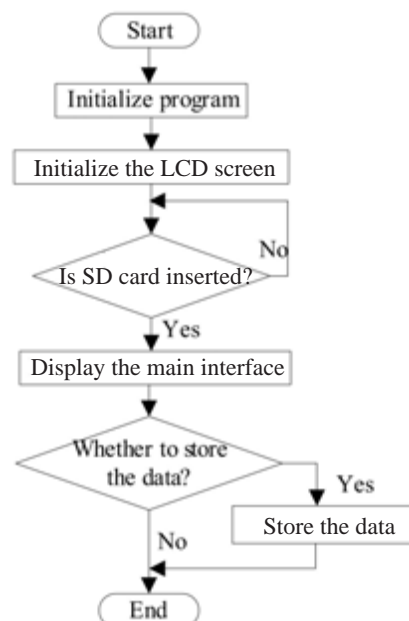 Start
Initialize program
Initialize the LCD screen
No
Is SD card inserted?
Yes
Display the main interface
Whether to store
the data?
Yes
Store the data
No
End